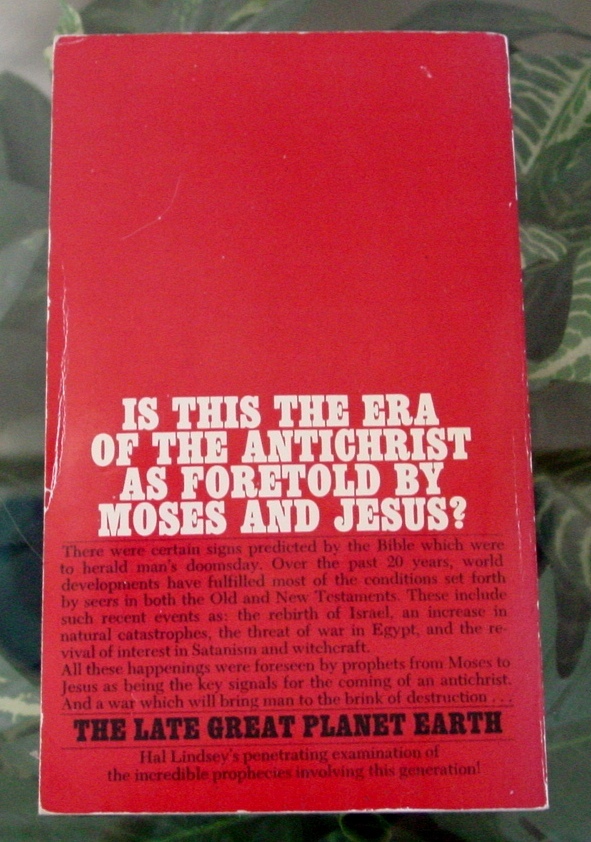 IS THIS THE ERA
OF THE ANTICHRIST
AS FORETOLD BY
MOSES AND JESUS?
There were certain signs predicted by the Bible which were
to herald man's doomsday. Over the past 20 years, world
developments have fulfilled most of the conditions set forth
by seers in both the Old and New Testaments. These include
such recent events as: the rebirth of Israel, an increase in
natural catastrophes, the threat of war in Egypt, and the re-
vival of interest in Satanism and witchcraft.
All these happenings were foreseen by prophets from Moses to
Jesus as being the key signals for the coming of an antichrist.
And a war which will bring man to the brink of destruction . . .
THE LATE GREAT PLANET EARTH
Hal Lindsey's penetrating examination of
the incredible prophecies involving this generation!